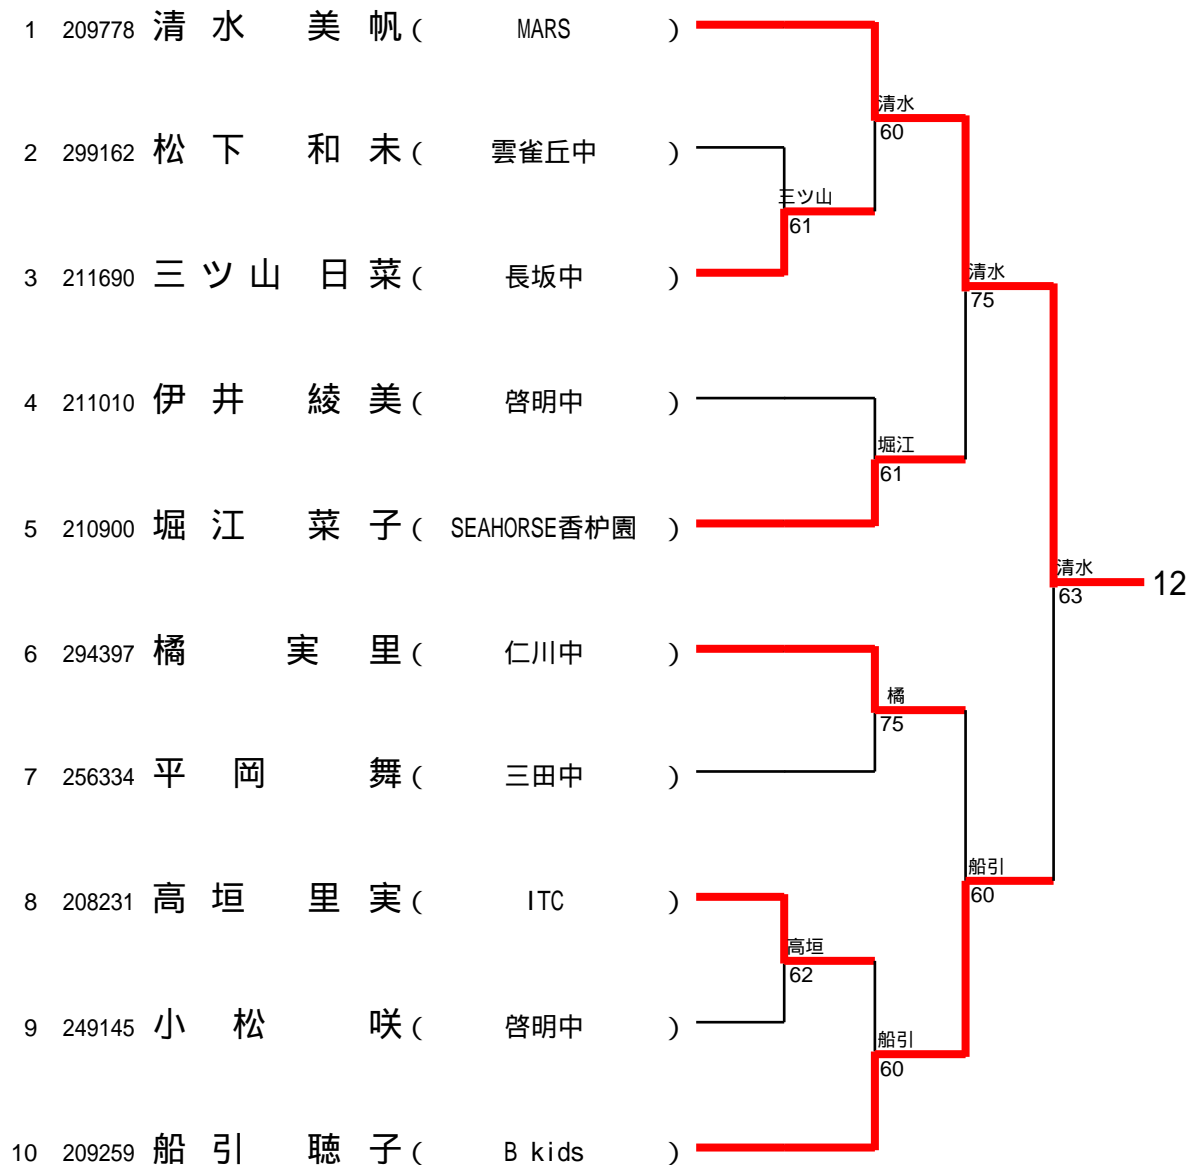 1 209778 清水 美帆 ( MARS )
清水
60
2 299162 松下 和未 ( 雲雀丘中 )
三ツ山
61
3 211690 三ツ山 日菜 ( 長坂中 )
清水
75
4 211010 伊井 綾美 ( 啓明中 )
堀江
61
5 210900 堀江 菜子 ( SEAHORSE香枦園 )
清水
63
12
6 294397 橘 実里 ( 仁川中 )
橘
75
7 256334 平岡 舞 ( 三田中 )
船引
60
8 208231 高垣 里実 ( ITC )
高垣
62
9 249145 小松 咲 ( 啓明中 )
船引
60
10 209259 船引 聴子 ( B kids )